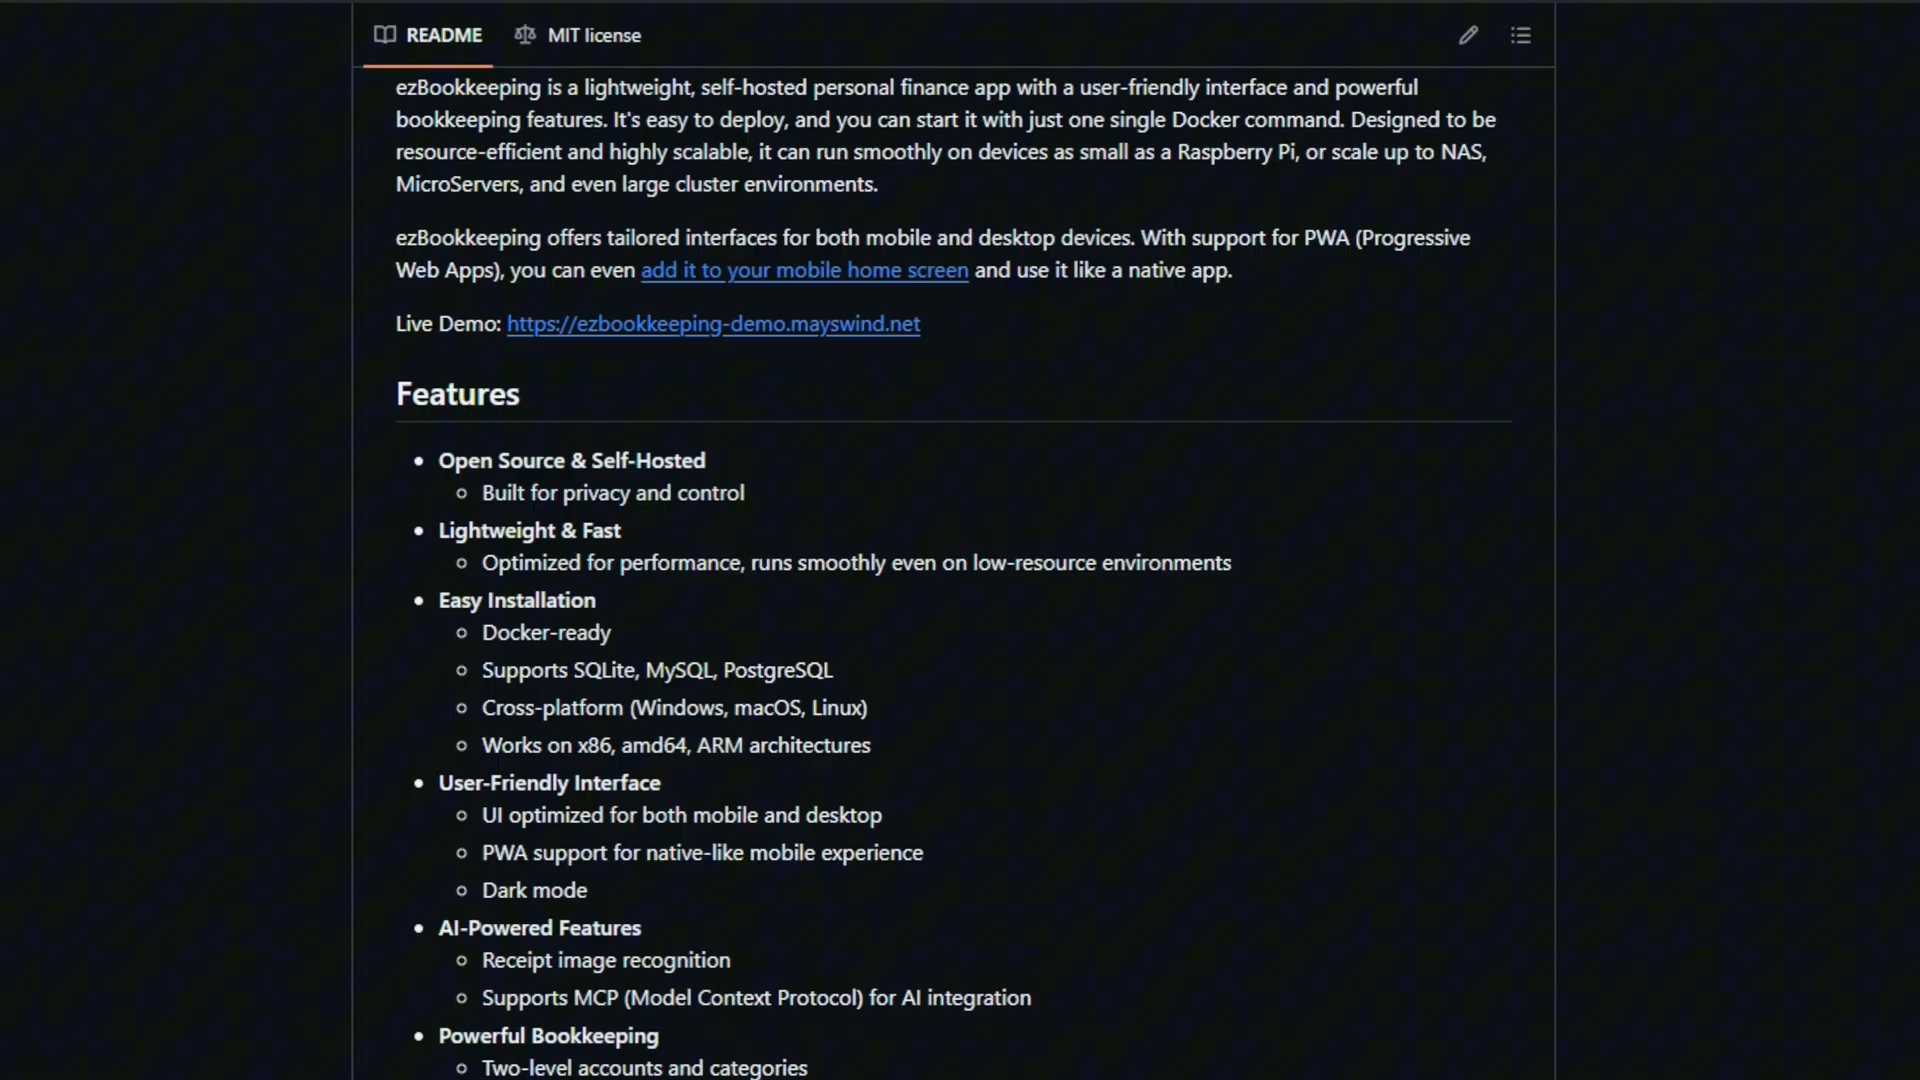 README
MIT license
ezBookkeeping is a lightweight, self-hosted personal finance app with a user-friendly interface and powerful
bookkeeping features. It's easy to deploy, and you can start it with just one single Docker command. Designed to be
resource-efficient and highly scalable, it can run smoothly on devices as small as a Raspberry Pi, or scale up to NAS,
MicroServers, and even large cluster environments.
ezBookkeeping offers tailored interfaces for both mobile and desktop devices. With support for PWA (Progressive
Web Apps), you can even add it to your mobile home screen and use it like a native app.
Live Demo: https://ezbookkeeping-demo.mayswind.net
Features
Open Source & Self-Hosted
Built for privacy and control
Lightweight & Fast
Optimized for performance, runs smoothly even on low-resource environments
Easy Installation
Docker-ready
Supports SQLite, MySQL, PostgreSQL
Cross-platform (Windows, macOS, Linux)
Works on x86, amd64, ARM architectures
User-Friendly Interface
UI optimized for both mobile and desktop
PWA support for native-like mobile experience
Dark mode
AI-Powered Features
Receipt image recognition
Supports MCP (Model Context Protocol) for AI integration
Powerful Bookkeeping
Two-level accounts and categories